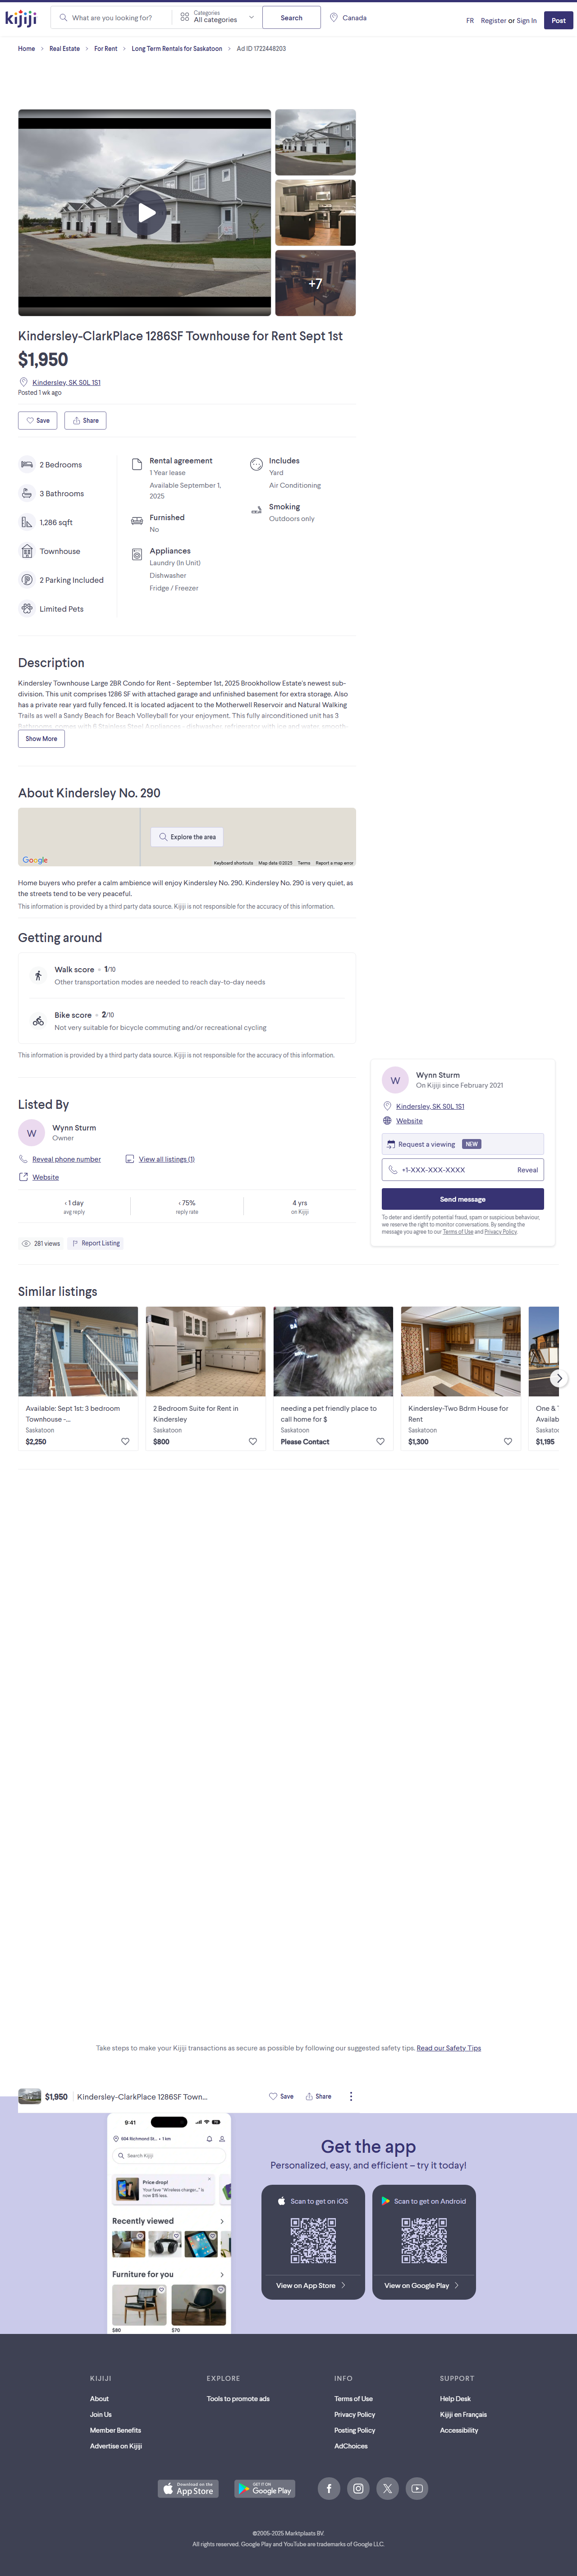 kijiji
What are you looking for?
Categories
All categories
Search
Canada
FR Register or Sign In
Post
Home > Real Estate > For Rent > Long Term Rentals for Saskatoon > Ad ID 1722448203
+7
Kindersley-ClarkPlace 1286SF Townhouse for Rent Sept 1st
$1,950
Kindersley, SK S0L 1S1
Posted 1 wk ago
Save
Share
2 Bedrooms
3 Bathrooms
1,286 sqft
Townhouse
2 Parking Included
Limited Pets
Rental agreement
1 Year lease
Available September 1,
2025
Furnished
No
Appliances
Laundry (In Unit)
Dishwasher
Fridge / Freezer
Includes
Yard
Air Conditioning
Smoking
Outdoors only
Description
Kindersley Townhouse Large 2BR Condo for Rent - September 1st, 2025 Brookhollow Estate's newest sub-
division. This unit comprises 1286 SF with attached garage and unfinished basement for extra storage. Also
has a private rear yard fully fenced. It is located adjacent to the Motherwell Reservoir and Natural Walking
Trails as well a Sandy Beach for Beach Volleyball for your enjoyment. This fully airconditioned unit has 3
Show More
About Kindersley No. 290
Explore the area
Google
Keyboard shortcuts
Map data ©2025
Terms
Report a map error
Home buyers who prefer a calm ambience will enjoy Kindersley No. 290. Kindersley No. 290 is very quiet, as
the streets tend to be very peaceful.
This information is provided by a third party data source. Kijiji is not responsible for the accuracy of this information.
Getting around
Walk score • 1/10
Other transportation modes are needed to reach day-to-day needs
Bike score • 2/10
Not very suitable for bicycle commuting and/or recreational cycling
This information is provided by a third party data source. Kijiji is not responsible for the accuracy of this information.
W
Wynn Sturm
On Kijiji since February 2021
Kindersley, SK S0L 1S1
Website
Request a viewing NEW
+1-XXX-XXX-XXXX
Reveal
Send message
To deter and identify potential fraud, spam or suspicious behaviour,
we reserve the right to monitor conversations. By sending the
message you agree to our Terms of Use and Privacy Policy.
Listed By
W
Wynn Sturm
Owner
Reveal phone number
View all listings (1)
Website
< 1 day
avg reply
< 75%
reply rate
4 yrs
on Kijiji
281 views
Report Listing
Similar listings
Available: Sept 1st: 3 bedroom
Townhouse -...
Saskatoon
$2,250
2 Bedroom Suite for Rent in
Kindersley
Saskatoon
$800
needing a pet friendly place to
call home for $
Saskatoon
Please Contact
Kindersley-Two Bdrm House for
Rent
Saskatoon
$1,300
One &
Availab
Saskatoo
$1,195
Take steps to make your Kijiji transactions as secure as possible by following our suggested safety tips. Read our Safety Tips
$1,950
Kindersley-ClarkPlace 1286SF Town...
Save
Share
9:41
504 Richmond St.. • 1 km
Search Kijiji
Price drop!
Your fave "Wireless charger..." is
now $15 less.
Recently viewed
Furniture for you
$80
$70
Get the app
Personalized, easy, and efficient – try it today!
Scan to get on iOS
View on App Store
Scan to get on Android
View on Google Play
KIJIJI
About
Join Us
Member Benefits
Advertise on Kijiji
EXPLORE
Tools to promote ads
INFO
Terms of Use
Privacy Policy
Posting Policy
AdChoices
SUPPORT
Help Desk
Kijiji en Français
Accessibility
Download on the
App Store
GET IT ON
Google Play
©2005-2025 Marktplaats BV.
All rights reserved. Google Play and YouTube are trademarks of Google LLC.